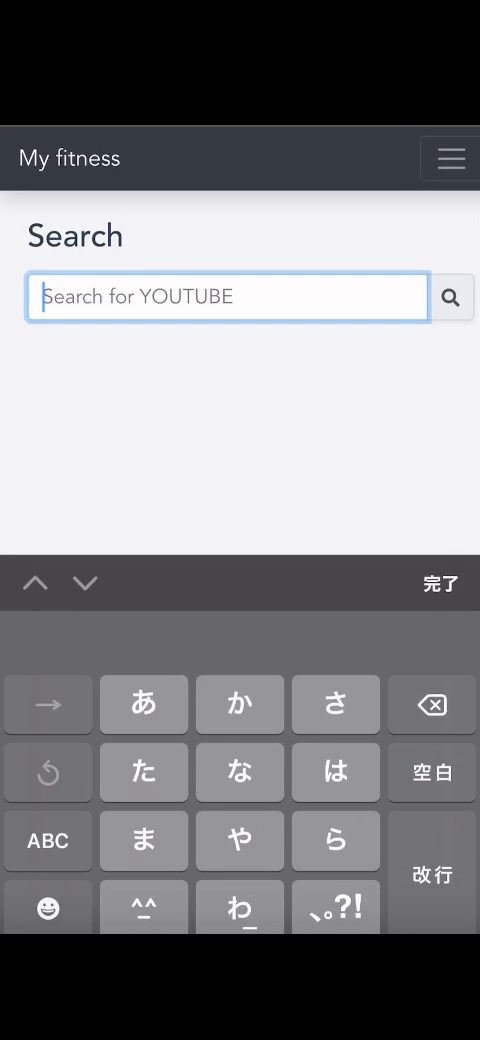 My fitness
Search
Search for YOUTUBE
完了
→ あ か さ
た な は 空白
ABC ま や ら
改行
^_^ わ_ 、。?!